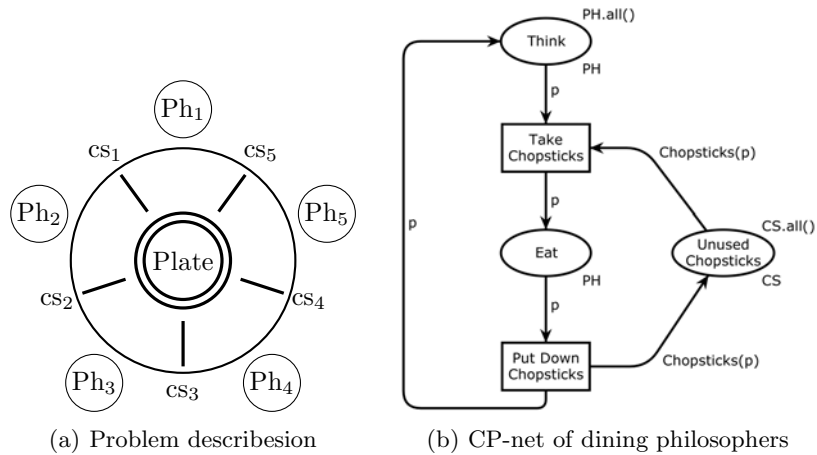 Ph1
cs1
cs5
Ph2
Ph5
Plate
cs2
cs4
cs3
Ph3
Ph4
(a) Problem describesion
PH.all()
Think
PH
p
Take
Chopsticks
Chopsticks(p)
p
p
CS.all()
Unused
Chopsticks
Eat
PH
CS
p
Put Down
Chopsticks
Chopsticks(p)
(b) CP-net of dining philosophers